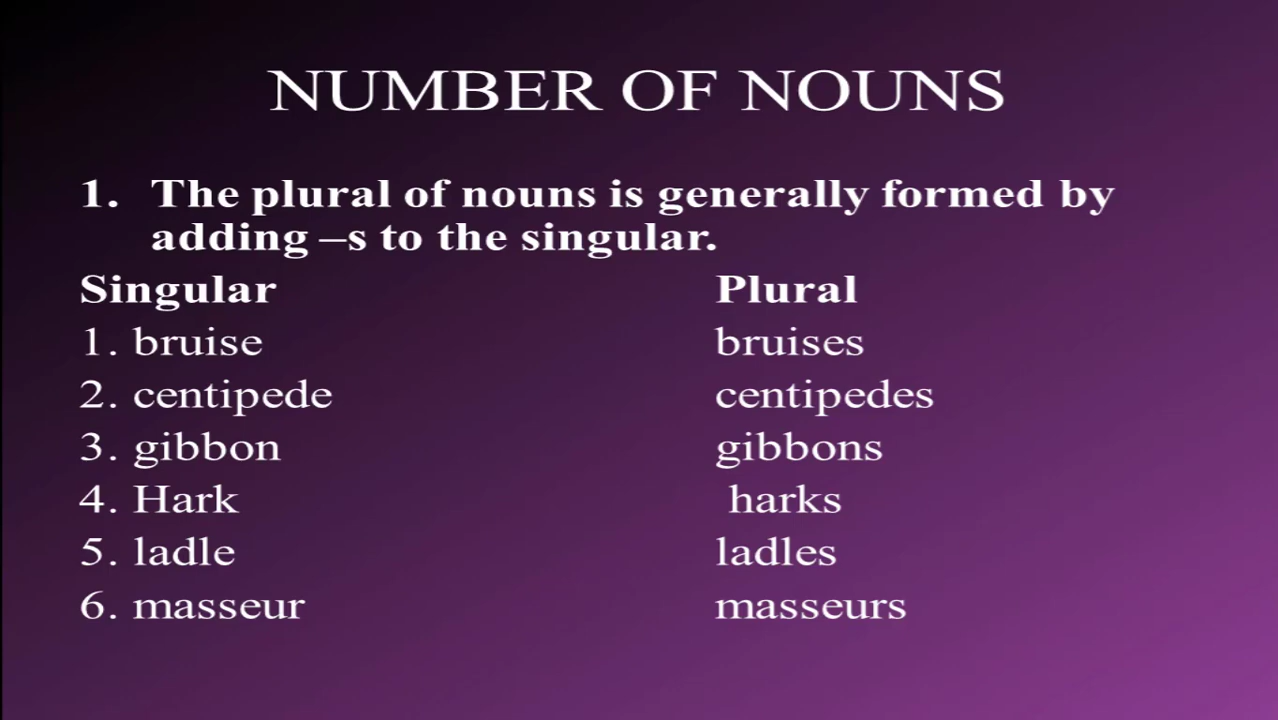 NUMBER OF NOUNS
1. The plural of nouns is generally formed by
adding –s to the singular.
Singular Plural
1. bruise bruises
2. centipede centipedes
3. gibbon gibbons
4. Hark harks
5. ladle ladles
6. masseur masseurs